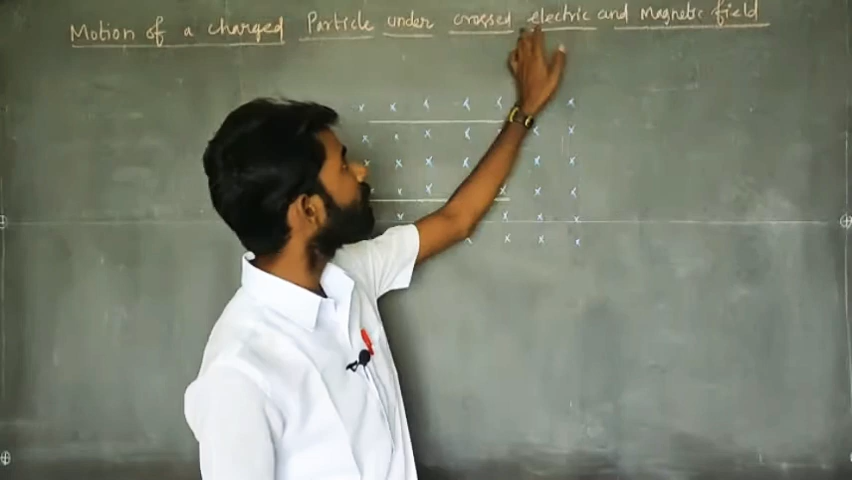 Motion of a charged Particle under crossed electric and Magnetic field
x x x x x x
x x x x x
x x x x x x
x x x x x
x x x x
x x x x